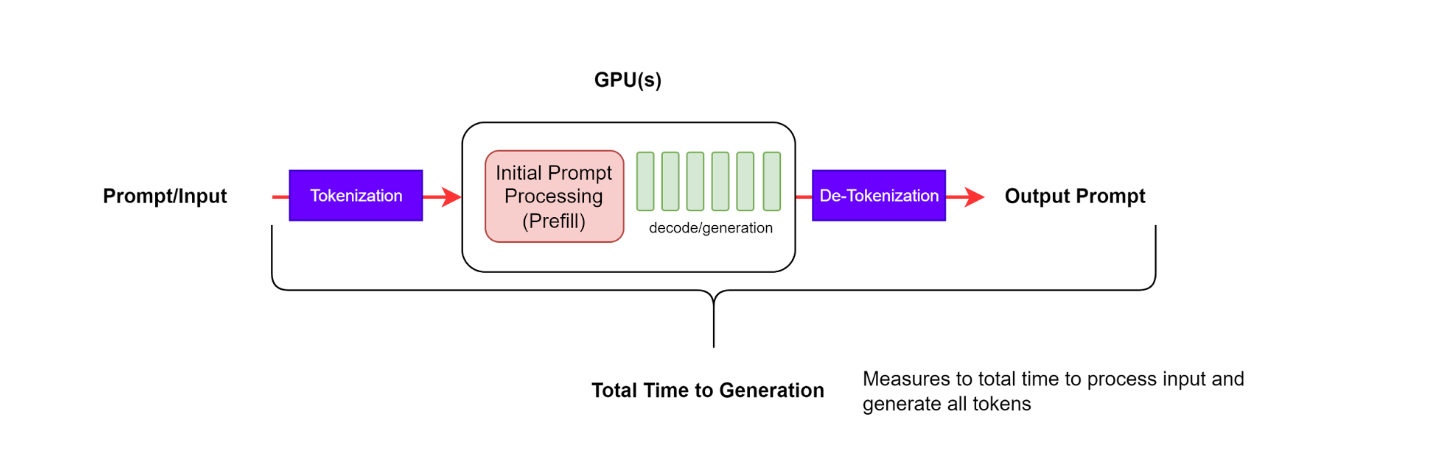 GPU(s)
Prompt/Input
Tokenization
Initial Prompt
Processing
(Prefill)
decode/generation
De-Tokenization
Output Prompt
Total Time to Generation
Measures to total time to process input and
generate all tokens